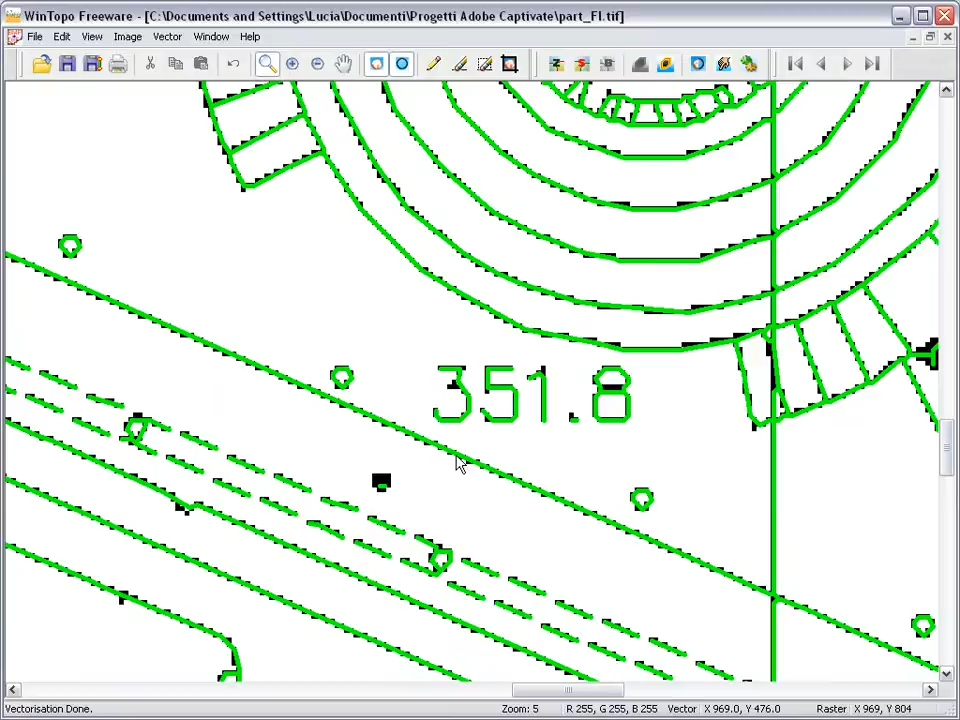 WinTopo Freeware - [C:\Documents and Settings\Lucia\Documenti\Progetti Adobe Captivate\part_FI.tif]
File Edit View Image Vector Window Help
351.8
Vectorisation Done. Zoom: 5 R 255, G 255, B 255 Vector X 969.0, Y 476.0 Raster X 969, Y 804